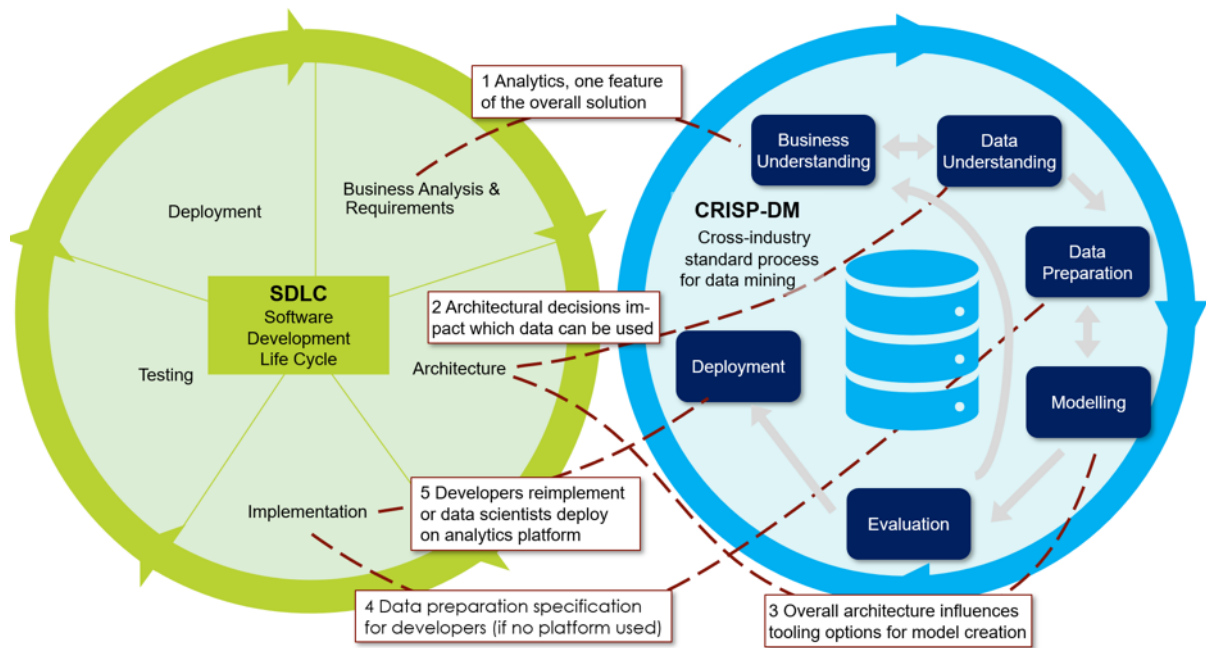 1 Analytics, one feature
of the overall solution
Business Analysis &
Requirements
Deployment
SDLC
Software
Development
Life Cycle
Testing
Architecture
Implementation
2 Architectural decisions im-
pact which data can be used
5 Developers reimplement
or data scientists deploy
on analytics platform
4 Data preparation specification
for developers (if no platform used)
3 Overall architecture influences
tooling options for model creation
CRISP-DM
Cross-industry
standard process
for data mining
Business
Understanding
Data
Understanding
Data
Preparation
Modelling
Evaluation
Deployment